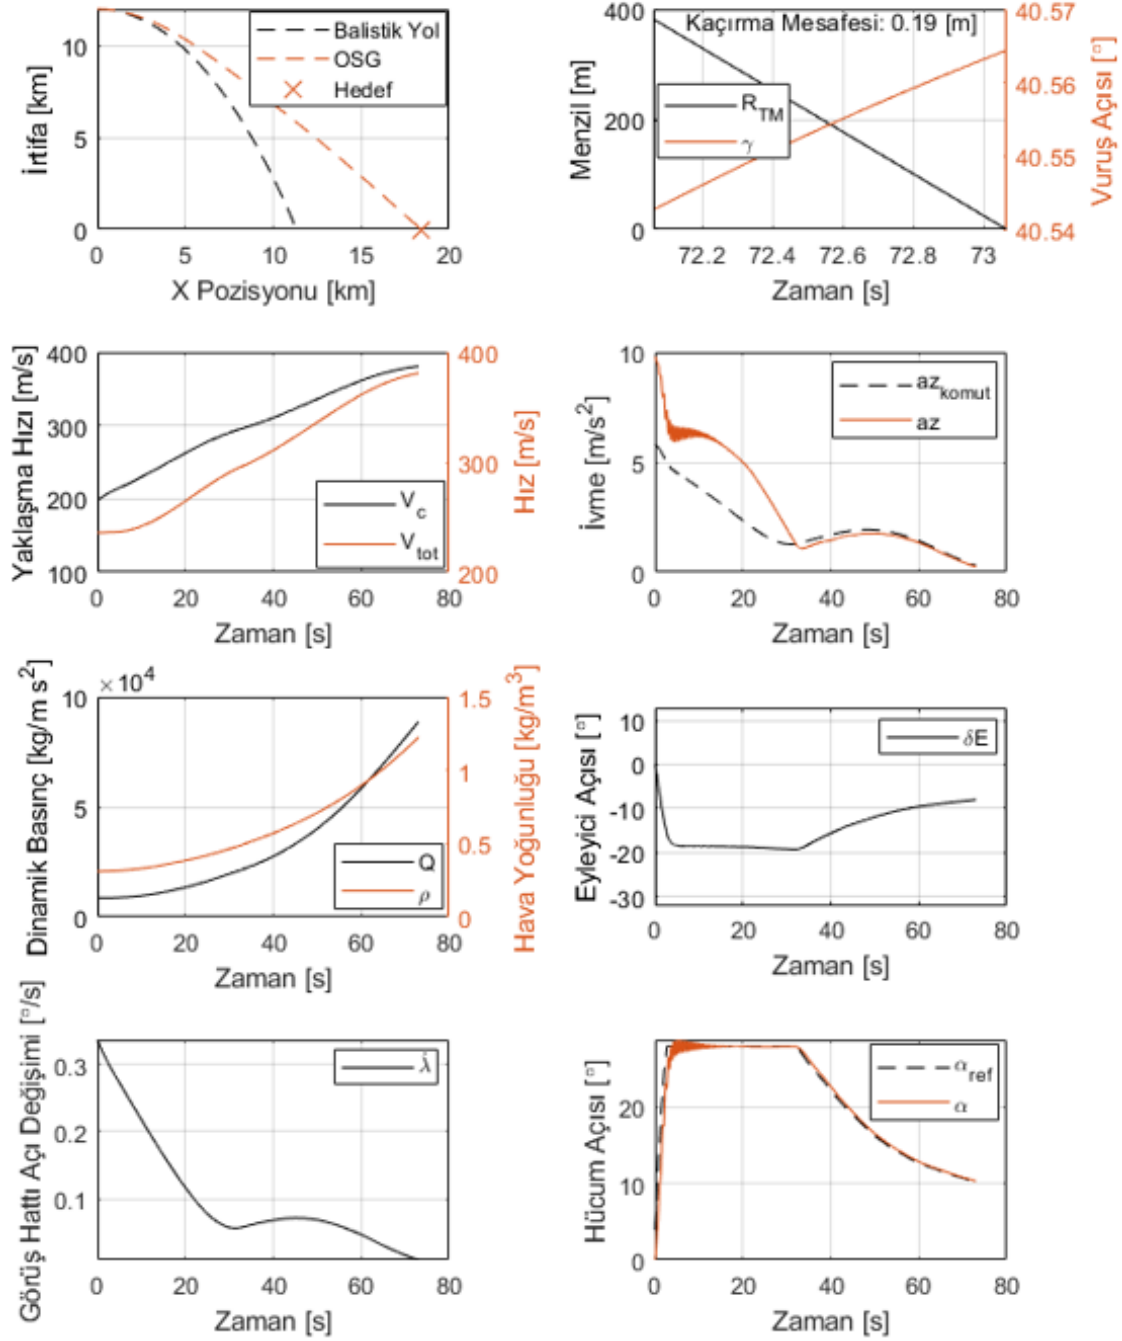 İrtifa [km]
10
5
0
0 5 10 15 20
X Pozisyonu [km]
Balistik Yol
OSG
Hedef
Menzil [m]
400
200
0
Kaçırma Mesafesi: 0.19 [m]
R_TM
γ
40.57
40.56
40.55
40.54
Vuruş Açısı [°]
72.2 72.4 72.6 72.8 73
Zaman [s]
Yaklaşma Hızı [m/s]
400
300
200
100
V_c
V_tot
400
300
200
Hız [m/s]
0 20 40 60 80
Zaman [s]
İvme [m/s²]
10
5
0
az_komut
az
0 20 40 60 80
Zaman [s]
Dinamik Basınç [kg/m s²]
×10⁴
10
5
0
Q
ρ
1.5
1
0.5
0
Hava Yoğunluğu [kg/m³]
0 20 40 60 80
Zaman [s]
Eyleyici Açısı [°]
10
0
-10
-20
-30
δE
0 20 40 60 80
Zaman [s]
Görüş Hattı Açı Değişimi [°/s]
0.3
0.2
0.1
λ̇
0 20 40 60 80
Zaman [s]
Hücum Açısı [°]
20
10
0
α_ref
α
0 20 40 60 80
Zaman [s]